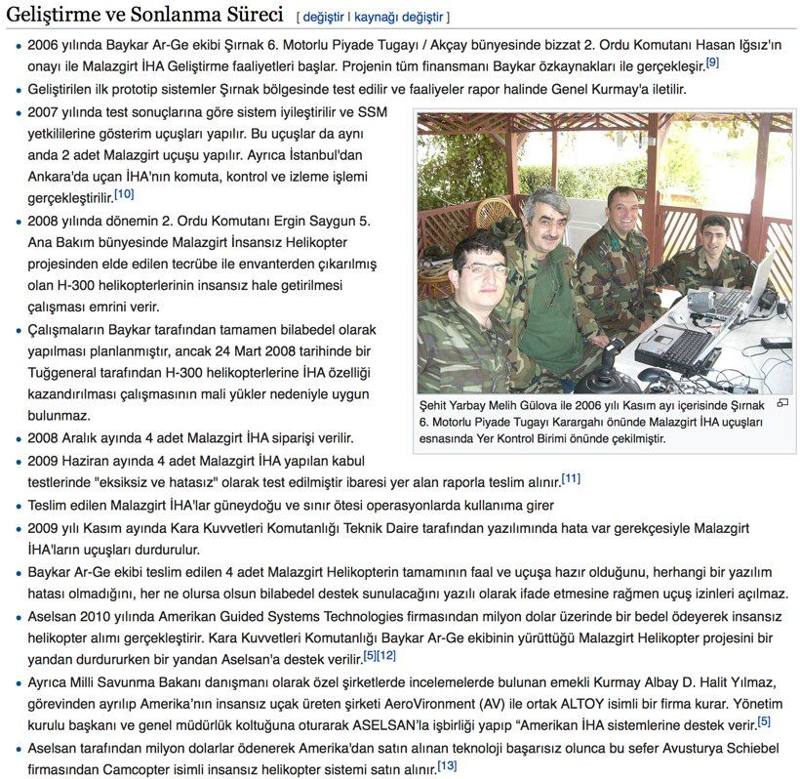 Geliştirme ve Sonlanma Süreci [ değiştir | kaynağı değiştir ]
• 2006 yılında Baykar Ar-Ge ekibi Şırnak 6. Motorlu Piyade Tugayı / Akçay bünyesinde bizzat 2. Ordu Komutanı Hasan Iğsız'ın
onayı ile Malazgirt İHA Geliştirme faaliyetleri başlar. Projenin tüm finansmanı Baykar özkaynakları ile gerçekleşir.[9]
• Geliştirilen ilk prototip sistemler Şırnak bölgesinde test edilir ve faaliyeler rapor halinde Genel Kurmay'a iletilir.
• 2007 yılında test sonuçlarına göre sistem iyileştirilir ve SSM
yetkililerine gösterim uçuşları yapılır. Bu uçuşlar da aynı
anda 2 adet Malazgirt uçuşu yapılır. Ayrıca İstanbul'dan
Ankara'da uçan İHA'nın komuta, kontrol ve izleme işlemi
gerçekleştirilir.[10]
• 2008 yılında dönemin 2. Ordu Komutanı Ergin Saygun 5.
Ana Bakım bünyesinde Malazgirt İnsansız Helikopter
projesinden elde edilen tecrübe ile envanterden çıkarılmış
olan H-300 helikopterlerinin insansız hale getirilmesi
çalışması emrini verir.
• Çalışmaların Baykar tarafından tamamen bilabedel olarak
yapılması planlanmıştır, ancak 24 Mart 2008 tarihinde bir
Tuğgeneral tarafından H-300 helikopterlerine İHA özelliği
kazandırılması çalışmasının mali yükler nedeniyle uygun
bulunmaz.
• 2008 Aralık ayında 4 adet Malazgirt İHA siparişi verilir.
• 2009 Haziran ayında 4 adet Malazgirt İHA yapılan kabul
testlerinde "eksiksiz ve hatasız" olarak test edilmiştir ibaresi yer alan raporla teslim alınır.[11]
• Teslim edilen Malazgirt İHA'lar güneydoğu ve sınır ötesi operasyonlarda kullanıma girer
• 2009 yılı Kasım ayında Kara Kuvvetleri Komutanlığı Teknik Daire tarafından yazılımında hata var gerekçesiyle Malazgirt
İHA'ların uçuşları durdurulur.
• Baykar Ar-Ge ekibi teslim edilen 4 adet Malazgirt Helikopterin tamamının faal ve uçuşa hazır olduğunu, herhangi bir yazılım
hatası olmadığını, her ne olursa olsun bilabedel destek sunulacağını yazılı olarak ifade etmesine rağmen uçuş izinleri açılmaz.
• Aselsan 2010 yılında Amerikan Guided Systems Technologies firmasından milyon dolar üzerinde bir bedel ödeyerek insansız
helikopter alımı gerçekleştirir. Kara Kuvvetleri Komutanlığı Baykar Ar-Ge ekibinin yürüttüğü Malazgirt Helikopter projesini bir
yandan durdururken bir yandan Aselsan'a destek verilir.[5][12]
• Ayrıca Milli Savunma Bakanı danışmanı olarak özel şirketlerde incelemelerde bulunan emekli Kurmay Albay D. Halit Yılmaz,
görevinden ayrılıp Amerika’nın insansız uçak üreten şirketi AeroVironment (AV) ile ortak ALTOY isimli bir firma kurar. Yönetim
kurulu başkanı ve genel müdürlük koltuğuna oturarak ASELSAN’la işbirliği yapıp “Amerikan İHA sistemlerine destek verir.[5]
• Aselsan tarafından milyon dolarlar ödenerek Amerika'dan satın alınan teknoloji başarısız olunca bu sefer Avusturya Schiebel
firmasından Camcopter isimli insansız helikopter sistemi satın alınır.[13]
Şehit Yarbay Melih Gülova ile 2006 yılı Kasım ayı içerisinde Şırnak
6. Motorlu Piyade Tugayı Karargahı önünde Malazgirt İHA uçuşları
esnasında Yer Kontrol Birimi önünde çekilmiştir.